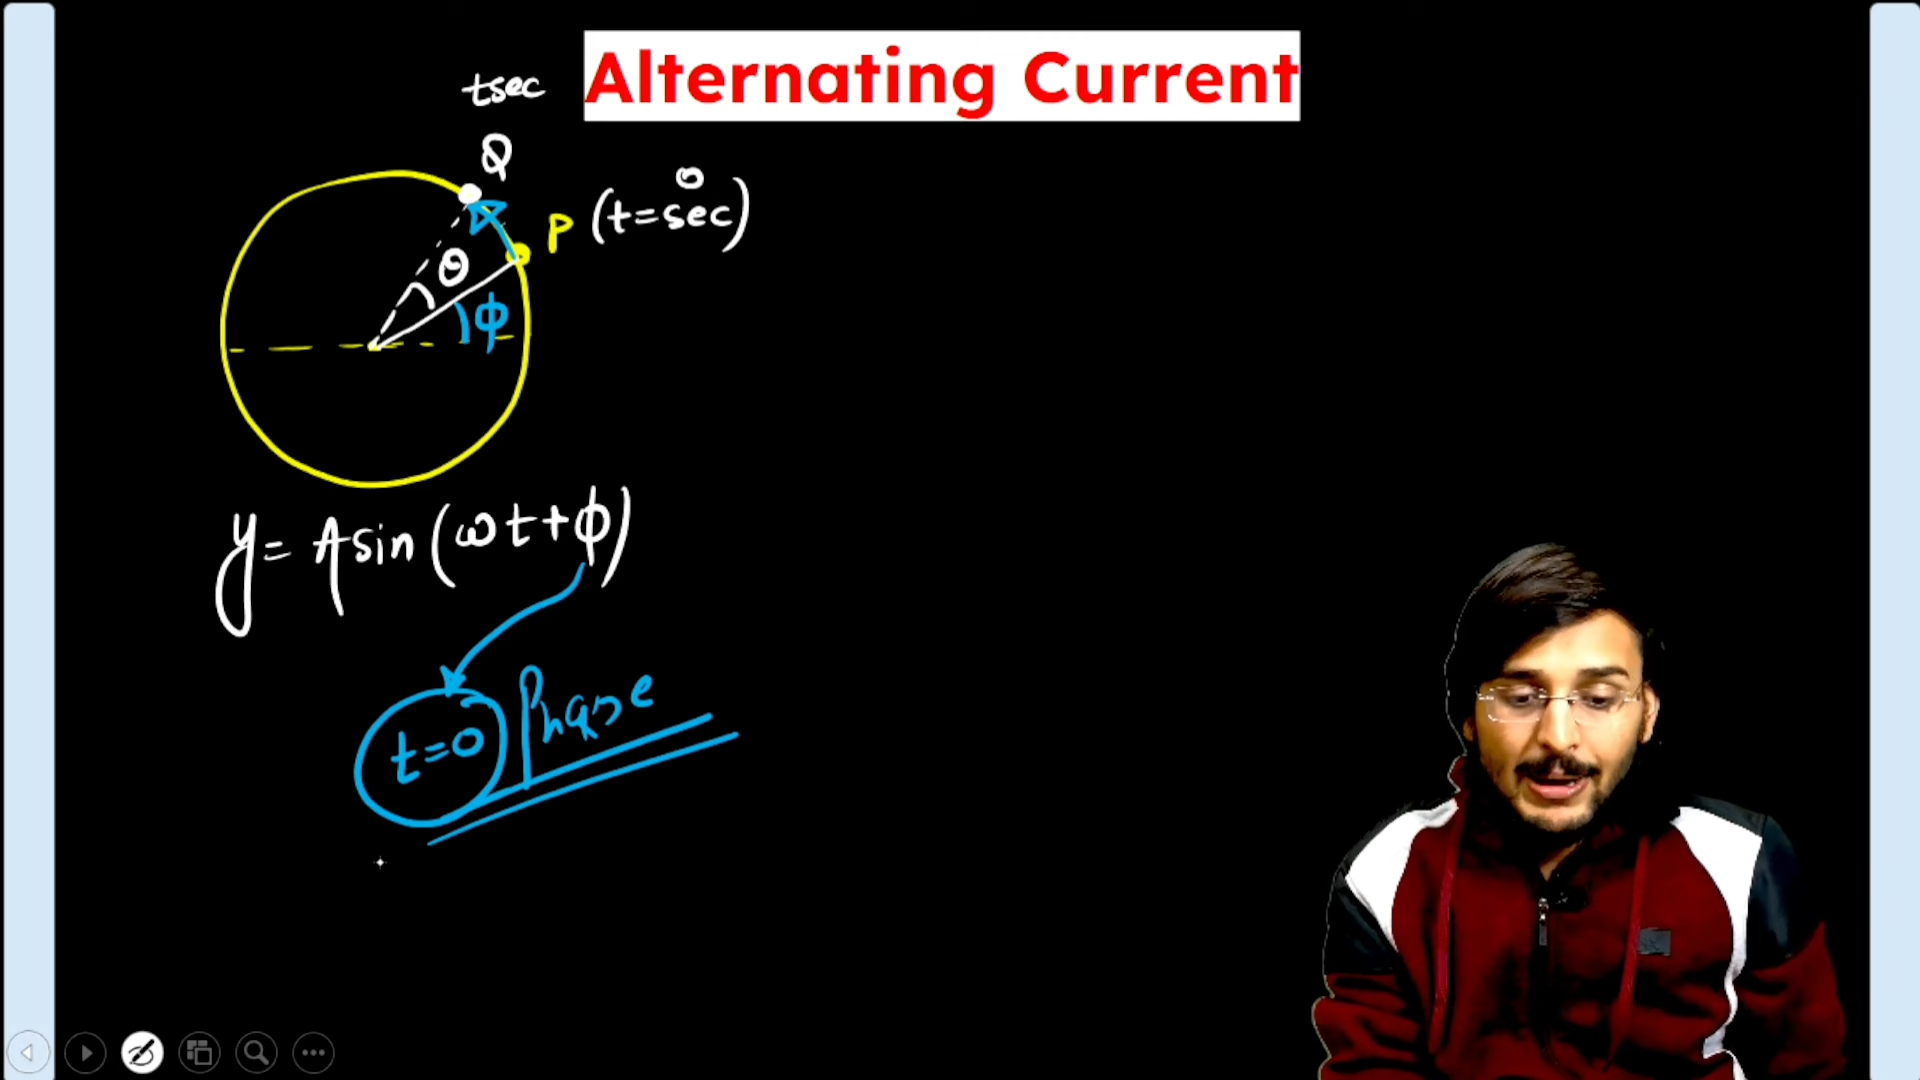 Alternating Current
tsec
Q
P (t=0sec)
θ
ϕ
y= Asin(ωt+ϕ)
t=0 Phase